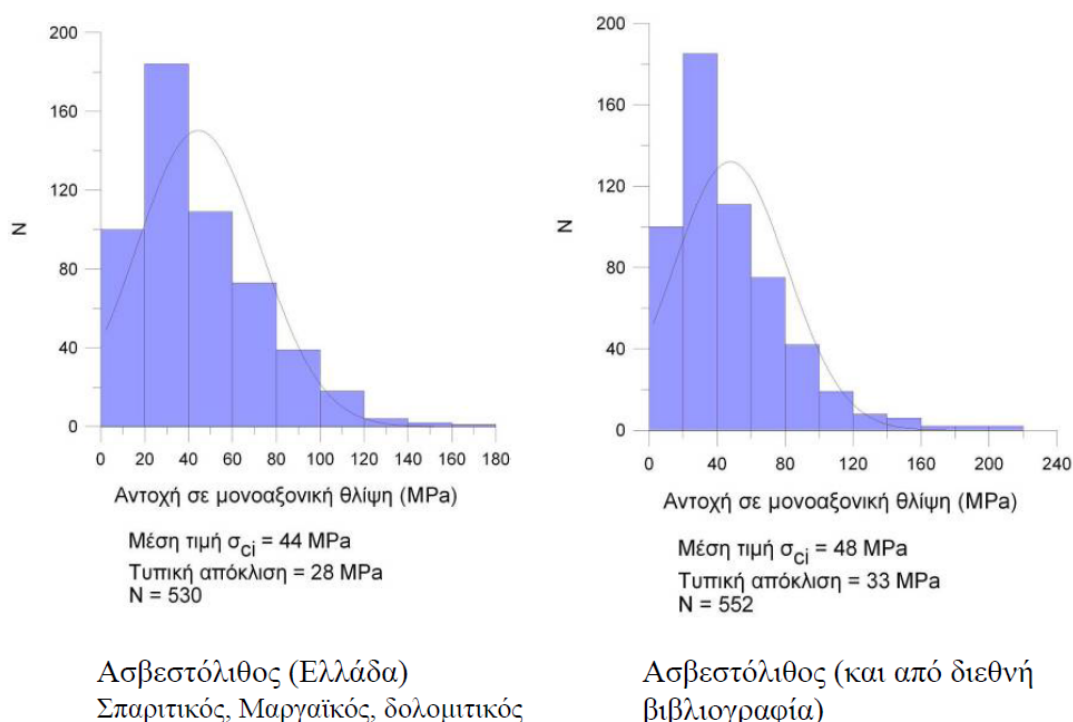 200
160
120
80
40
0
N
0 20 40 60 80 100 120 140 160 180
Αντοχή σε μονοαξονική θλίψη (MPa)
Μέση τιμή σci = 44 MPa
Τυπική απόκλιση = 28 MPa
N = 530
Ασβεστόλιθος (Ελλάδα)
Σπαριτικός, Μαργαϊκός, δολομιτικός
200
160
120
80
40
0
N
0 40 80 120 160 200 240
Αντοχή σε μονοαξονική θλίψη (MPa)
Μέση τιμή σci = 48 MPa
Τυπική απόκλιση = 33 MPa
N = 552
Ασβεστόλιθος (και από διεθνή
βιβλιογραφία)